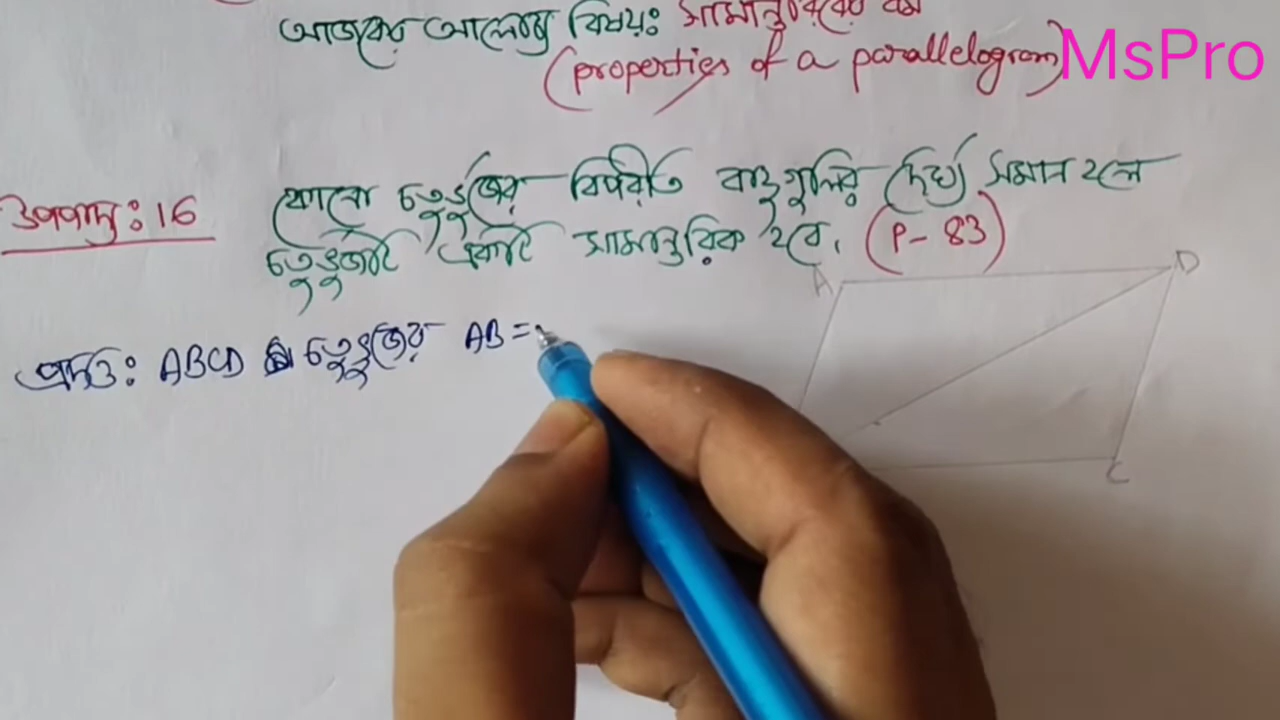 আজকের আলোচ্য বিষয়: সামান্তরিকের ধর্ম
(properties of a parallelogram)
MsPro
উপপাদ্য: 16
কোনো চতুর্ভুজের বিপরীত বাহুগুলির দৈর্ঘ্য সমান হলে
চতুর্ভুজটি একটি সামান্তরিক হবে। (P-83)
A D
প্রদত্ত: ABCD চতুর্ভুজের AB=
C